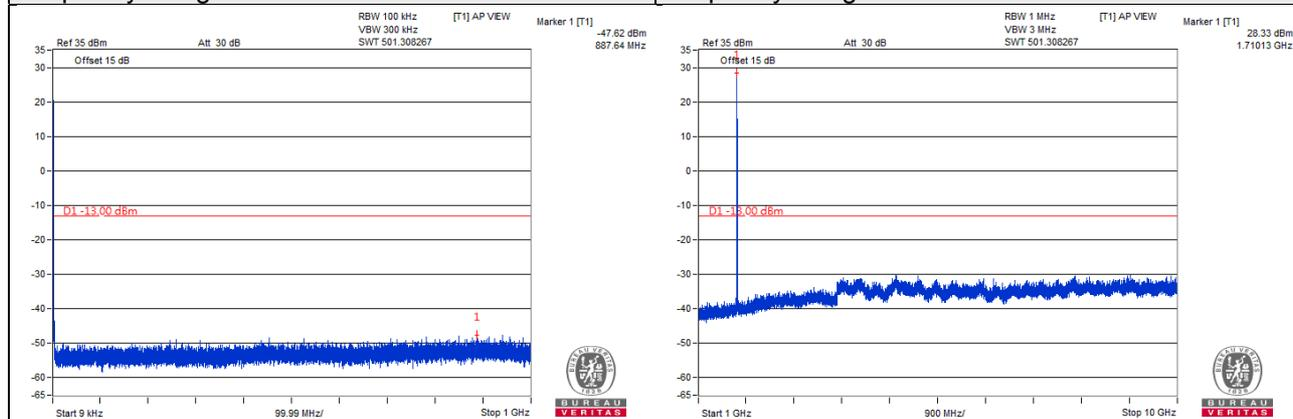 RBW 100 kHz
[T1] AP VIEW
Marker 1 [T1]
VBW 300 kHz
-47.62 dBm
Ref 35 dBm
Att 30 dB
SWT 501.308267
887.64 MHz
35
Offset 15 dB
30
20
10
0
-10
D1 -13.00 dBm
-20
-30
-40
1
-50
-60
-65
Start 9 kHz
99.99 MHz/
Stop 1 GHz
BUREAU VERITAS
1828
BUREAU
VERITAS
RBW 1 MHz
[T1] AP VIEW
Marker 1 [T1]
VBW 3 MHz
28.33 dBm
Ref 35 dBm
Att 30 dB
SWT 501.308267
1.71013 GHz
35
Offset 15 dB
1
30
20
10
0
-10
D1 -13.00 dBm
-20
-30
-40
-50
-60
-65
Start 1 GHz
900 MHz/
Stop 10 GHz
BUREAU VERITAS
1828
BUREAU
VERITAS